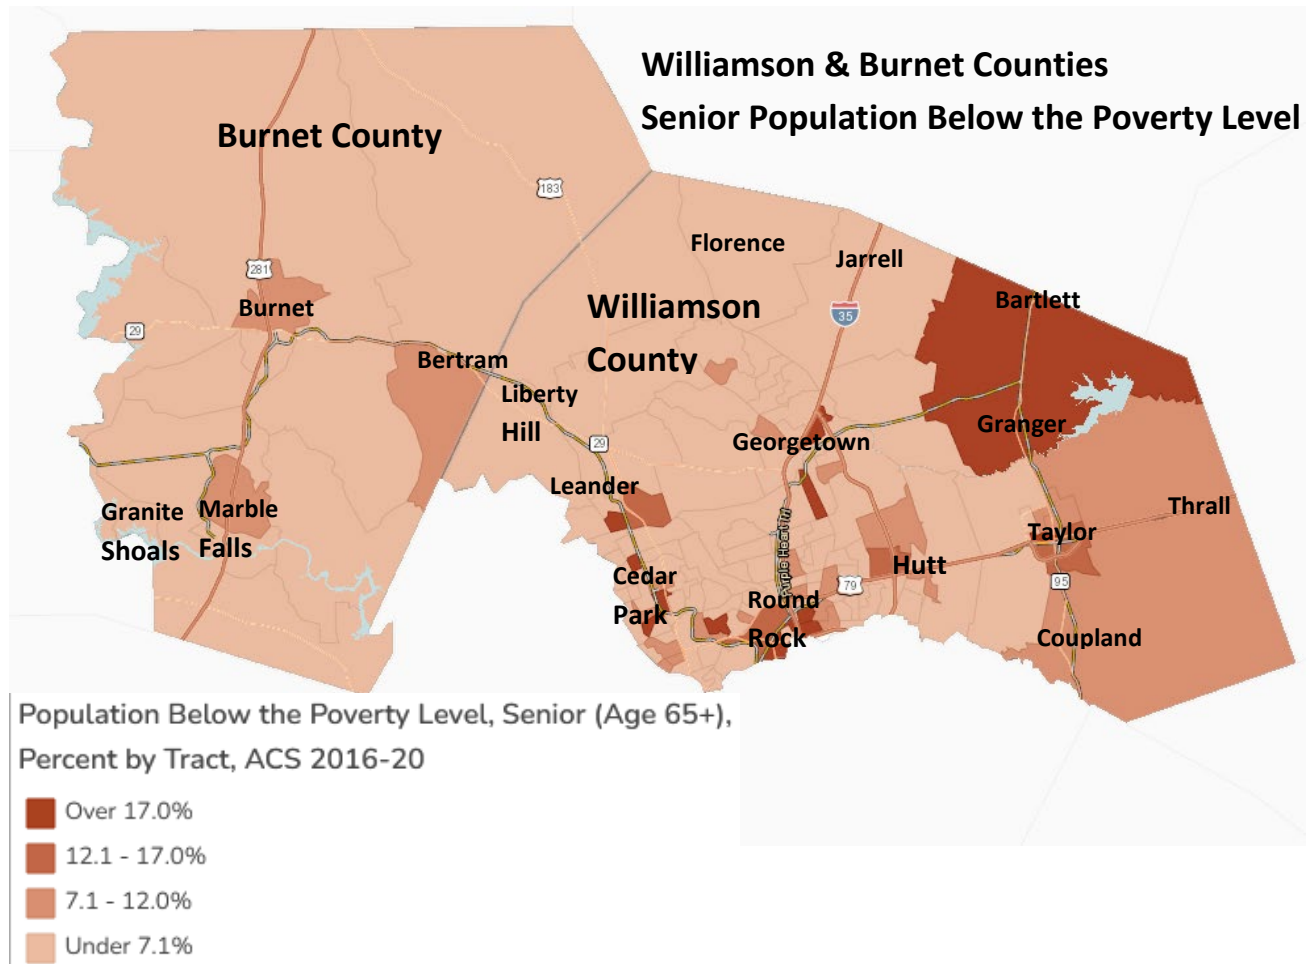 Williamson & Burnet Counties
Senior Population Below the Poverty Level
Burnet County
183
Florence
Jarrell
281
Burnet
Williamson
County
35
Bartlett
29
Bertram
Liberty
Hill
29
Georgetown
Granger
Leander
Granite
Shoals
Marble
Falls
Thrall
Taylor
Purple Heart Trl
Hutt
Cedar
Park
Round
Rock
79
95
Coupland
Population Below the Poverty Level, Senior (Age 65+),
Percent by Tract, ACS 2016-20
Over 17.0%
12.1 - 17.0%
7.1 - 12.0%
Under 7.1%